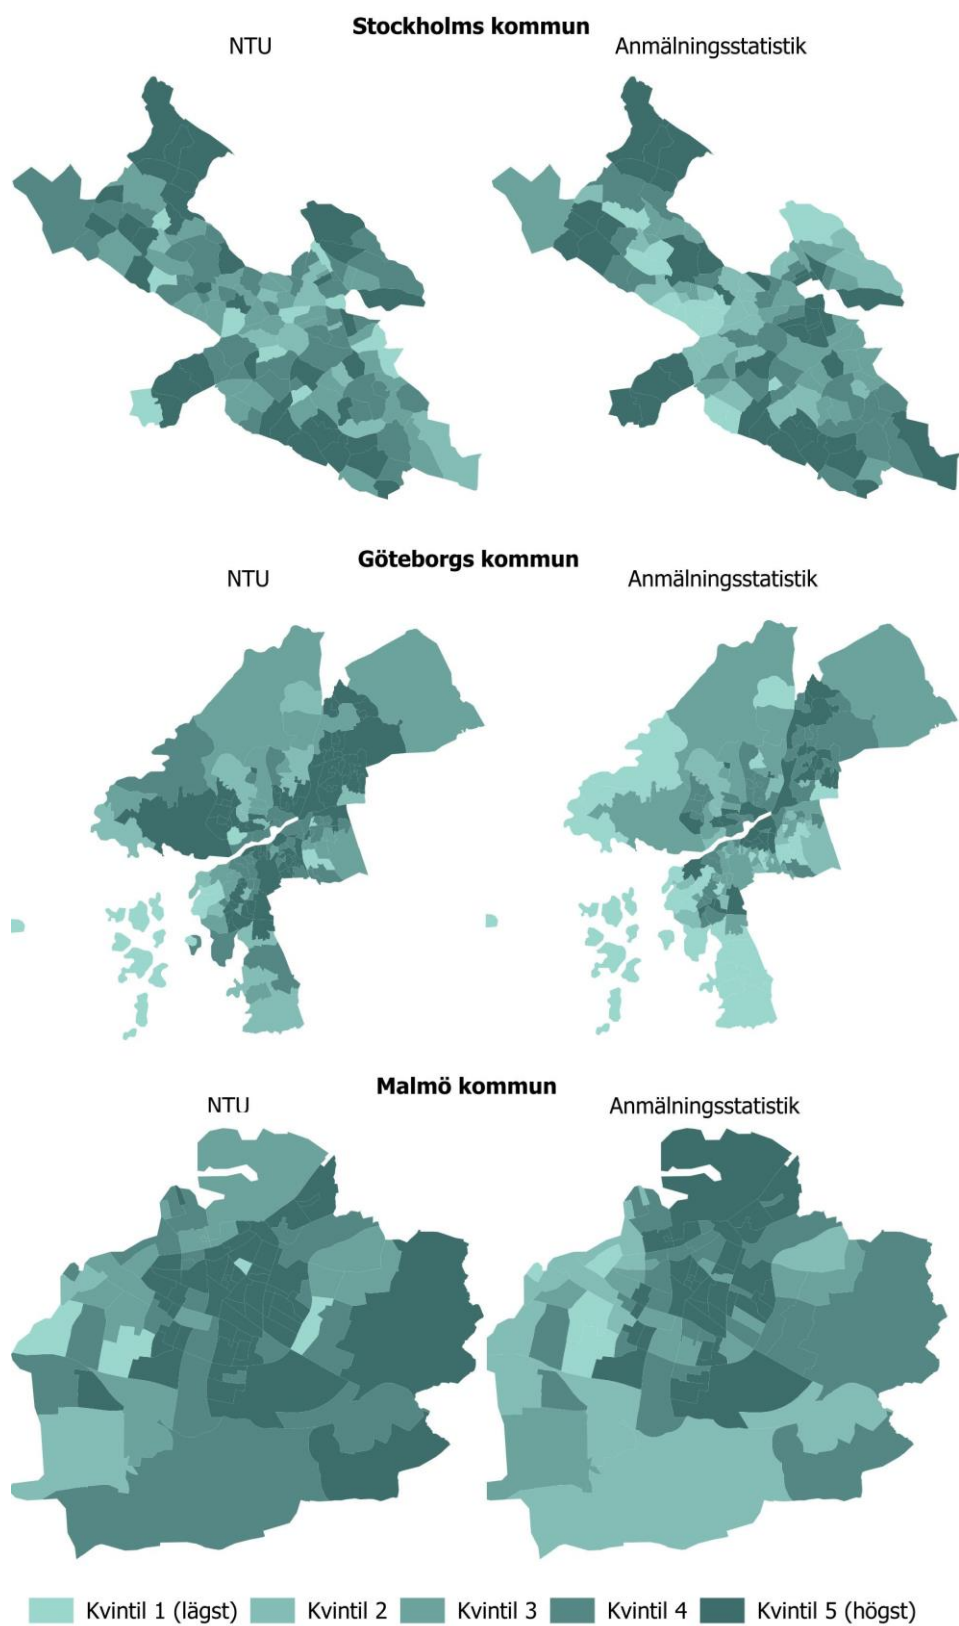 Stockholms kommun
NTU
Anmälningsstatistik
Göteborgs kommun
NTU
Anmälningsstatistik
Malmö kommun
NTU
Anmälningsstatistik
Kvintil 1 (lägst) Kvintil 2 Kvintil 3 Kvintil 4 Kvintil 5 (högst)